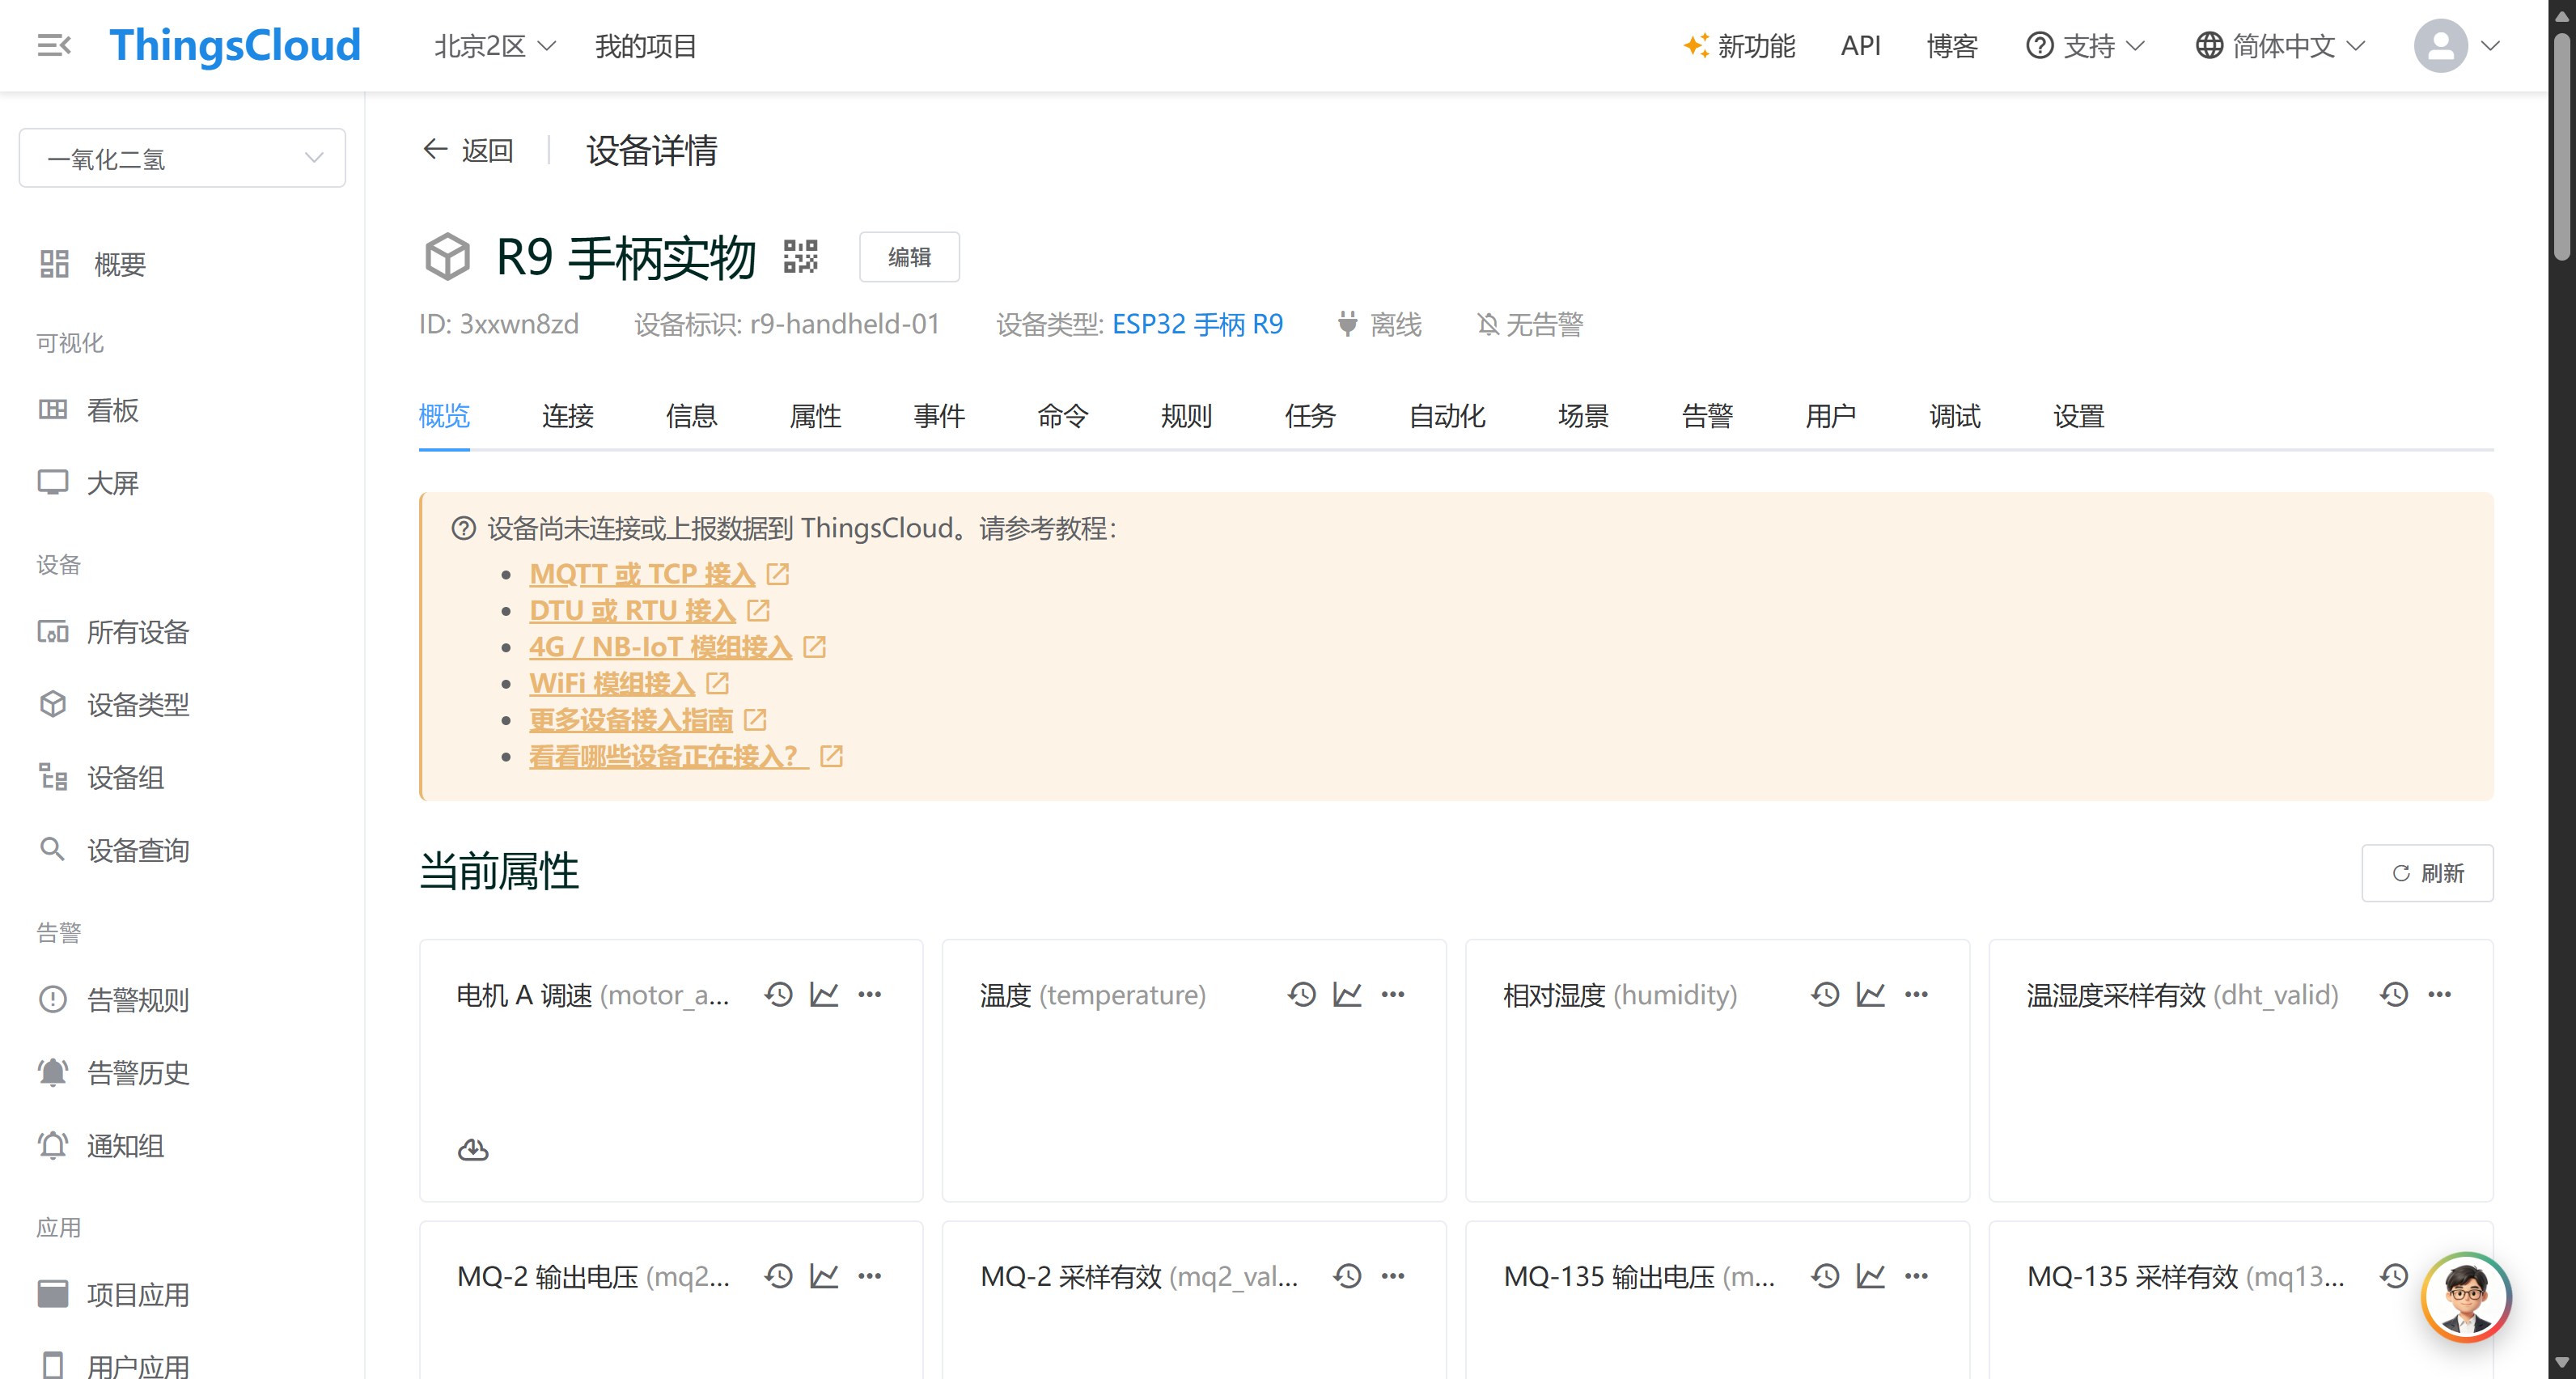 ThingsCloud 北京2区 我的项目 新功能 API 博客 支持 简体中文
一氧化二氢
概要
可视化
看板
大屏
设备
所有设备
设备类型
设备组
设备查询
告警
告警规则
告警历史
通知组
应用
项目应用
用户应用
返回 设备详情
R9 手柄实物 编辑
ID: 3xxwn8zd 设备标识: r9-handheld-01 设备类型: ESP32 手柄 R9 离线 无告警
概览 连接 信息 属性 事件 命令 规则 任务 自动化 场景 告警 用户 调试 设置
设备尚未连接或上报数据到 ThingsCloud。请参考教程：
MQTT 或 TCP 接入
DTU 或 RTU 接入
4G / NB-IoT 模组接入
WiFi 模组接入
更多设备接入指南
看看哪些设备正在接入？
当前属性 刷新
电机 A 调速 (motor_a... 温度 (temperature) 相对湿度 (humidity) 温湿度采样有效 (dht_valid)
MQ-2 输出电压 (mq2... MQ-2 采样有效 (mq2_val... MQ-135 输出电压 (m... MQ-135 采样有效 (mq13...